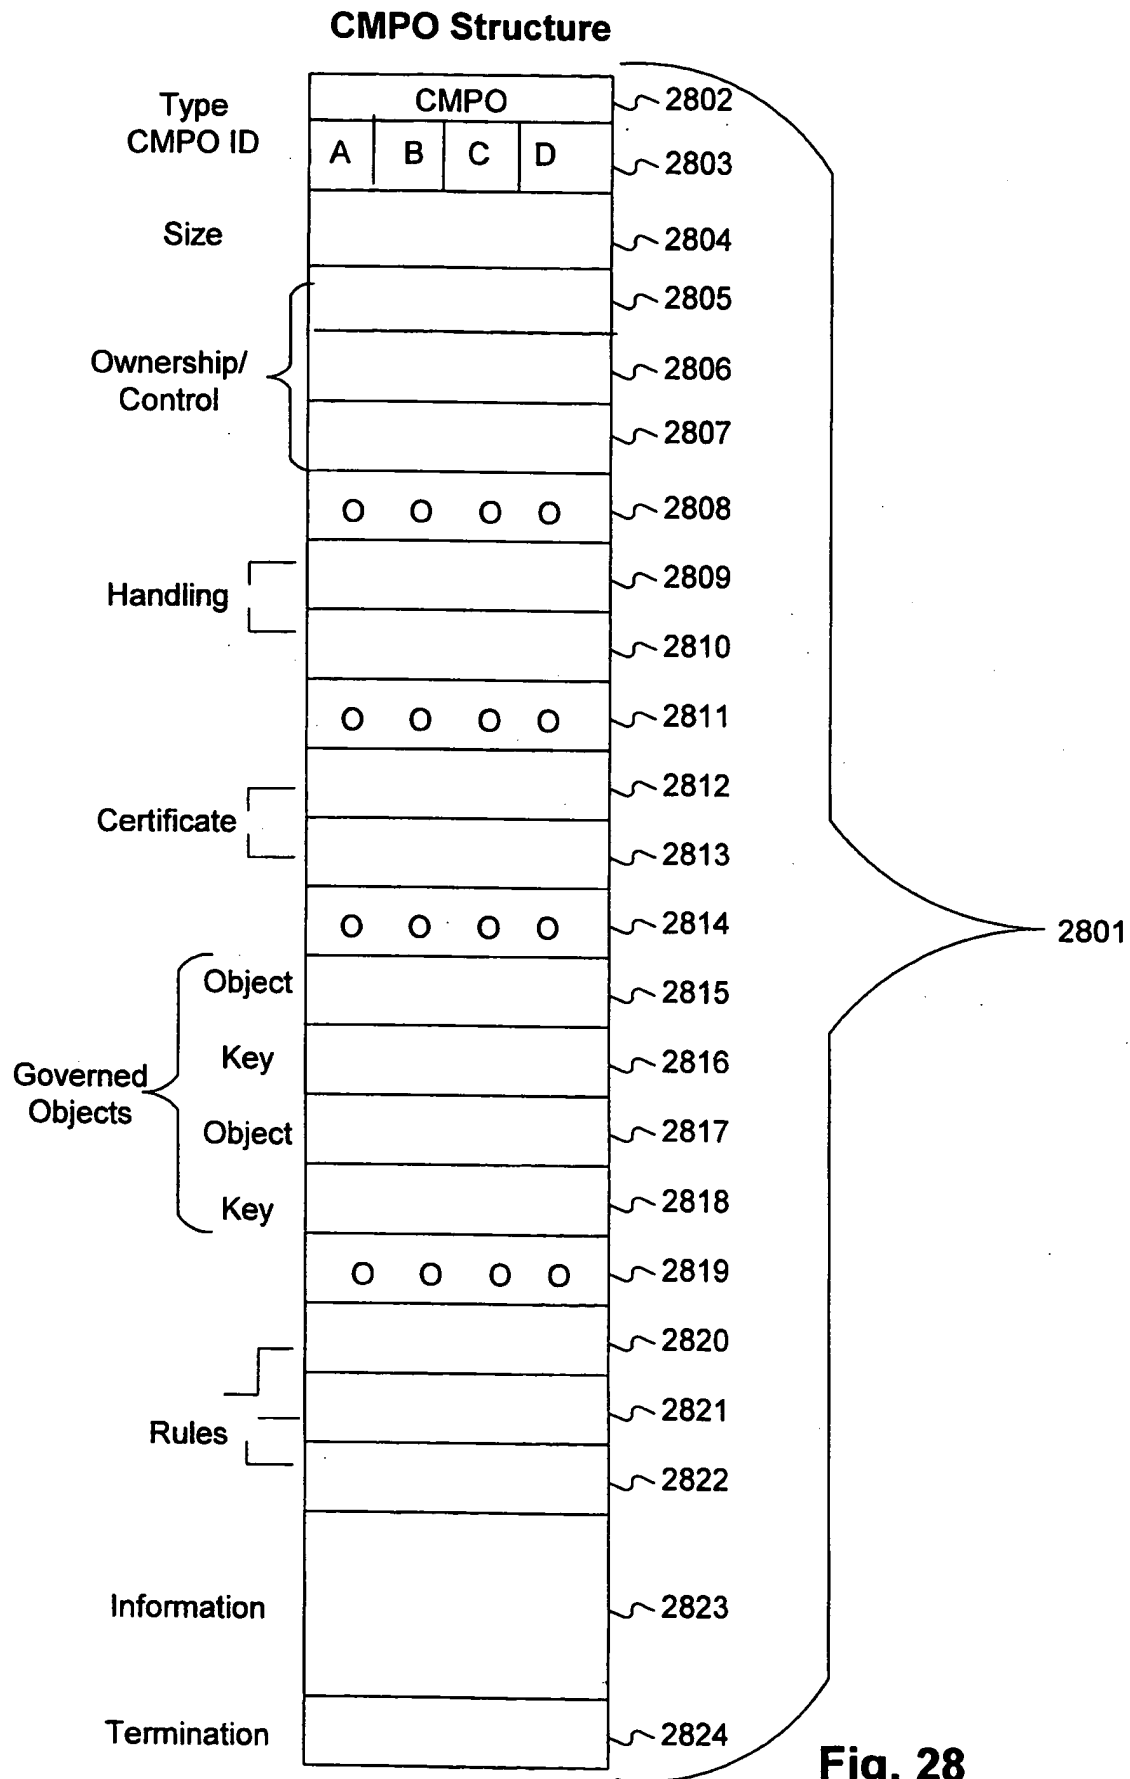 CMPO Structure
Type CMPO 2802
CMPO ID A B C D 2803
Size 2804
2805
Ownership/
Control 2806
2807
O O O O 2808
Handling 2809
2810
O O O O 2811
Certificate 2812
2813
O O O O 2814
2801
Governed
Objects
Object 2815
Key 2816
Object 2817
Key 2818
O O O O 2819
2820
Rules 2821
2822
Information 2823
Termination 2824
Fig. 28